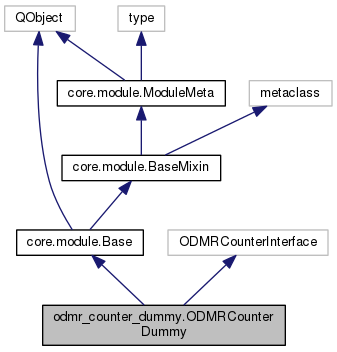 QObject
type
core.module.ModuleMeta
metaclass
core.module.BaseMixin
core.module.Base
ODMRCounterInterface
odmr_counter_dummy.ODMRCounter
Dummy